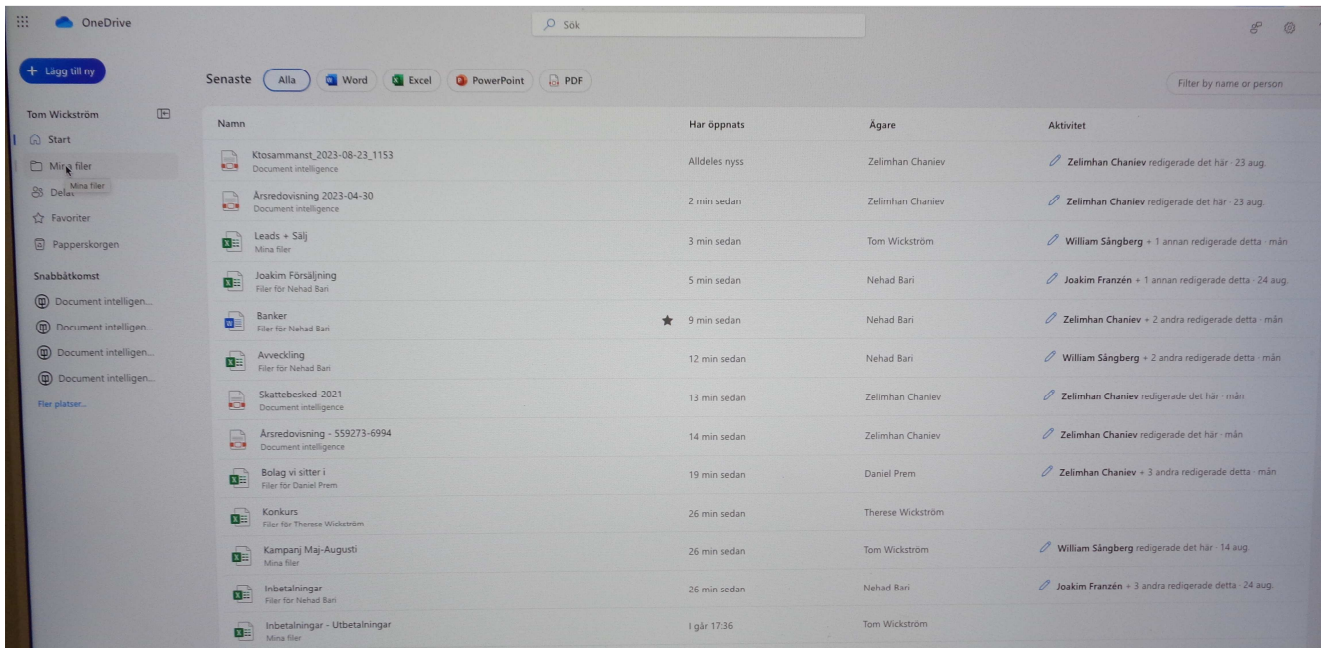 OneDrive
Sök
+ Lägg till ny
Senaste Alla Word Excel PowerPoint PDF
Filter by name or person
Tom Wickström
Start
Mina filer
Mina filer
Favoriter
Papperskorgen
Snabbåtkomst
Document intelligen...
Document intelligen...
Document intelligen...
Document intelligen...
Fler platser...
Namn Har öppnats Ägare Aktivitet
Ktosammanst_2023-08-23_1153 Alldeles nyss Zelimhan Chaniev Zelimhan Chaniev redigerade det här · 23 aug.
Document intelligence
Årsredovisning 2023-04-30 2 min sedan Zelimhan Chaniev Zelimhan Chaniev redigerade det här · 23 aug.
Document intelligence
Leads + Sälj 3 min sedan Tom Wickström William Sångberg + 1 annan redigerade detta · mån
Mina filer
Joakim Försäljning 5 min sedan Nehad Bari Joakim Franzén + 1 annan redigerade detta · 24 aug.
Filer för Nehad Bari
Banker 9 min sedan Nehad Bari Zelimhan Chaniev + 2 andra redigerade detta · mån
Filer för Nehad Bari
Avveckling 12 min sedan Nehad Bari William Sångberg + 2 andra redigerade detta · mån
Filer för Nehad Bari
Skattebesked 2021 13 min sedan Zelimhan Chaniev Zelimhan Chaniev redigerade det här · mån
Document intelligence
Årsredovisning - 559273-6994 14 min sedan Zelimhan Chaniev Zelimhan Chaniev redigerade det här · mån
Document intelligence
Bolag vi sitter i 19 min sedan Daniel Prem Zelimhan Chaniev + 3 andra redigerade detta · mån
Filer för Daniel Prem
Konkurs 26 min sedan Therese Wickström
Filer för Therese Wickström
Kampanj Maj-Augusti 26 min sedan Tom Wickström William Sångberg redigerade det här · 14 aug.
Mina filer
Inbetalningar 26 min sedan Nehad Bari Joakim Franzén + 3 andra redigerade detta · 24 aug.
Filer för Nehad Bari
Inbetalningar - Utbetalningar I går 17:36 Tom Wickström
Mina filer